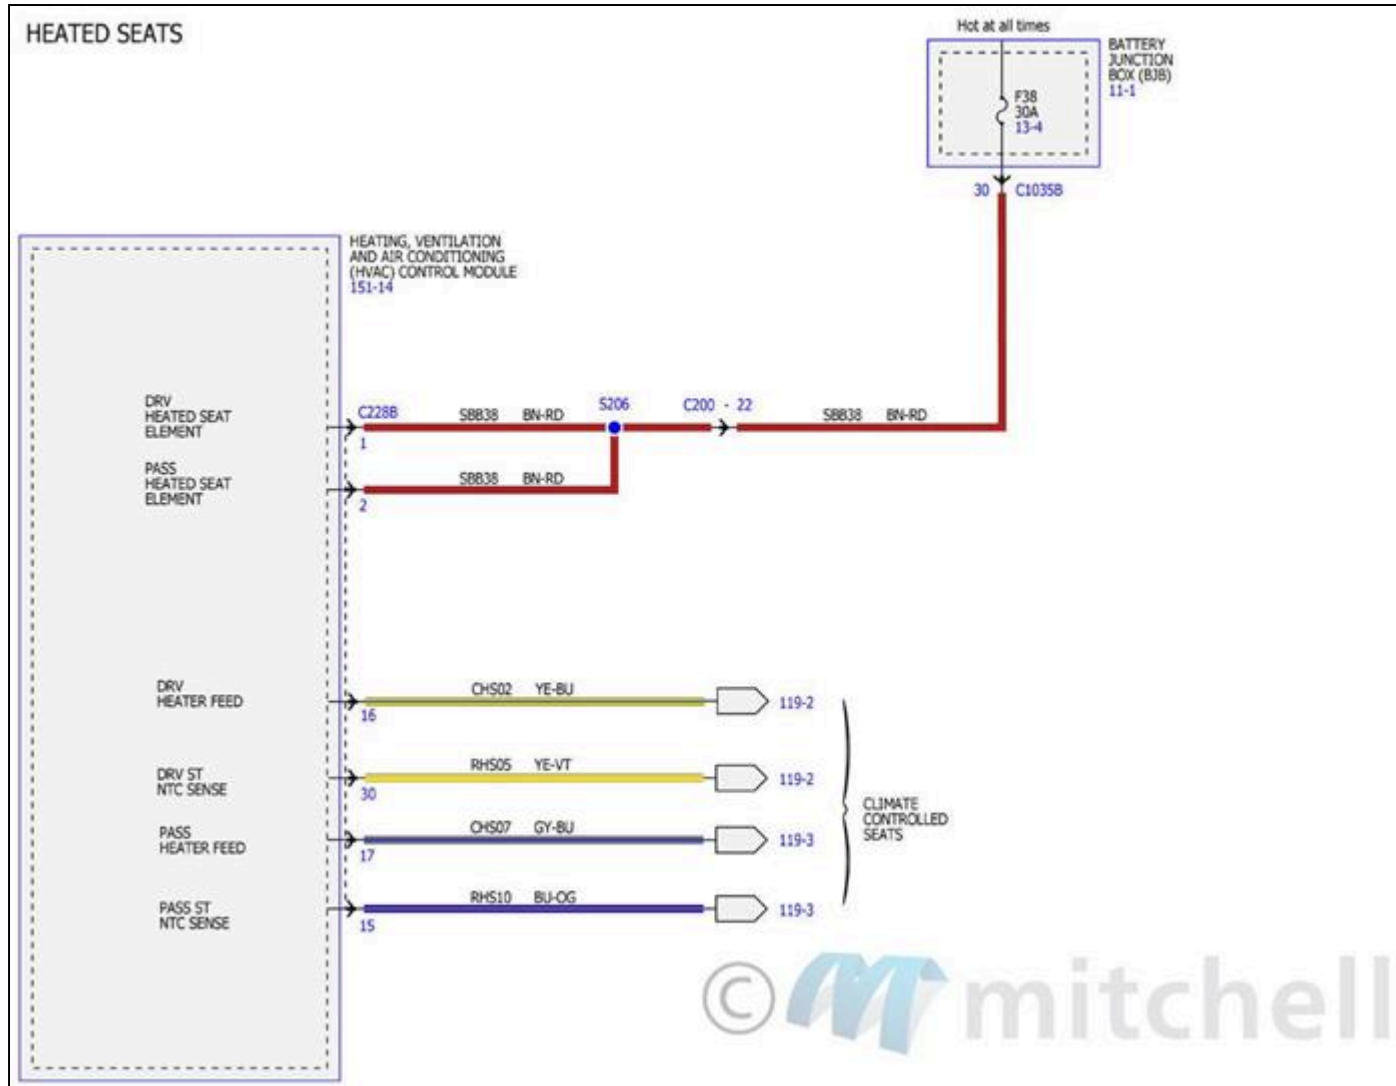 HEATED SEATS
Hot at all times
BATTERY
JUNCTION
BOX (BJB)
11-1
F38
30A
13-4
30 C1035B
HEATING, VENTILATION
AND AIR CONDITIONING
(HVAC) CONTROL MODULE
151-14
DRV
HEATED SEAT
ELEMENT
C228B
1
SBB38 BN-RD
S206
C200 - 22
SBB38 BN-RD
PASS
HEATED SEAT
ELEMENT
2
SBB38 BN-RD
DRV
HEATER FEED
16
CHS02 YE-BU
119-2
DRV ST
NTC SENSE
30
RHS05 YE-VT
119-2
PASS
HEATER FEED
17
CHS07 GY-BU
119-3
PASS ST
NTC SENSE
15
RHS10 BU-OG
119-3
CLIMATE
CONTROLLED
SEATS
© mitchell